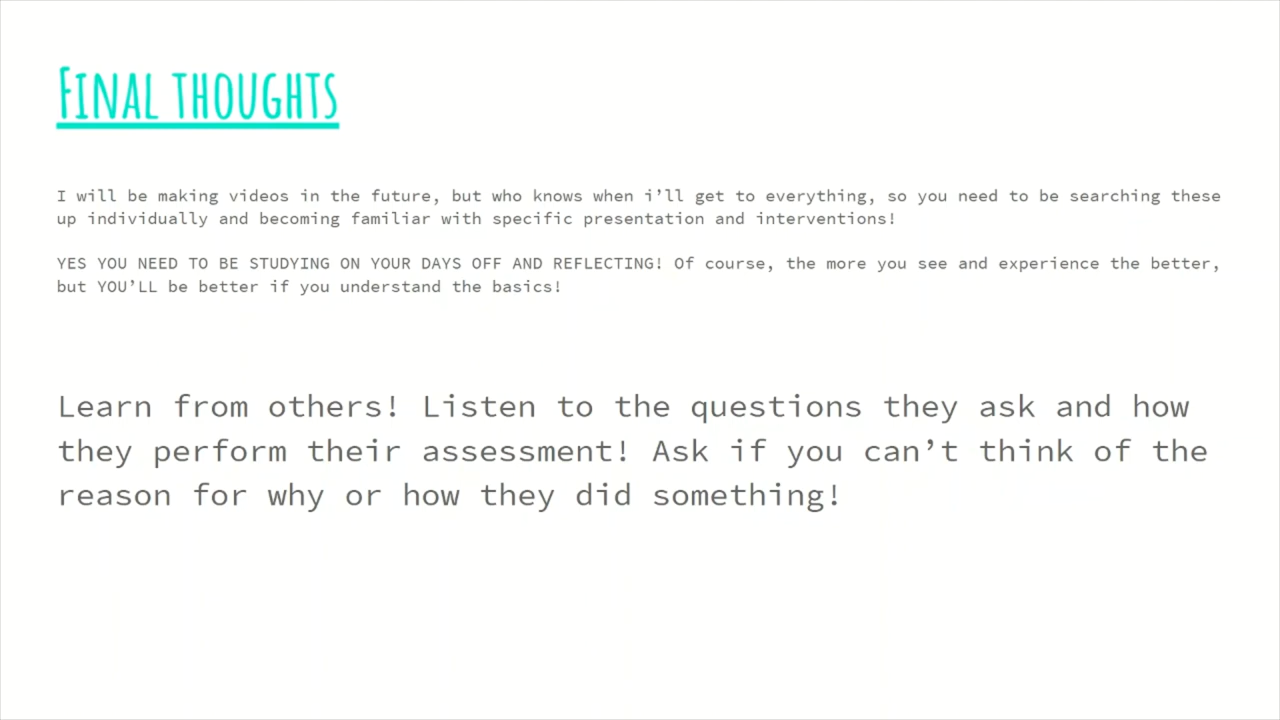 Final thoughts
I will be making videos in the future, but who knows when i’ll get to everything, so you need to be searching these
up individually and becoming familiar with specific presentation and interventions!
YES YOU NEED TO BE STUDYING ON YOUR DAYS OFF AND REFLECTING! Of course, the more you see and experience the better,
but YOU’LL be better if you understand the basics!
Learn from others! Listen to the questions they ask and how
they perform their assessment! Ask if you can’t think of the
reason for why or how they did something!